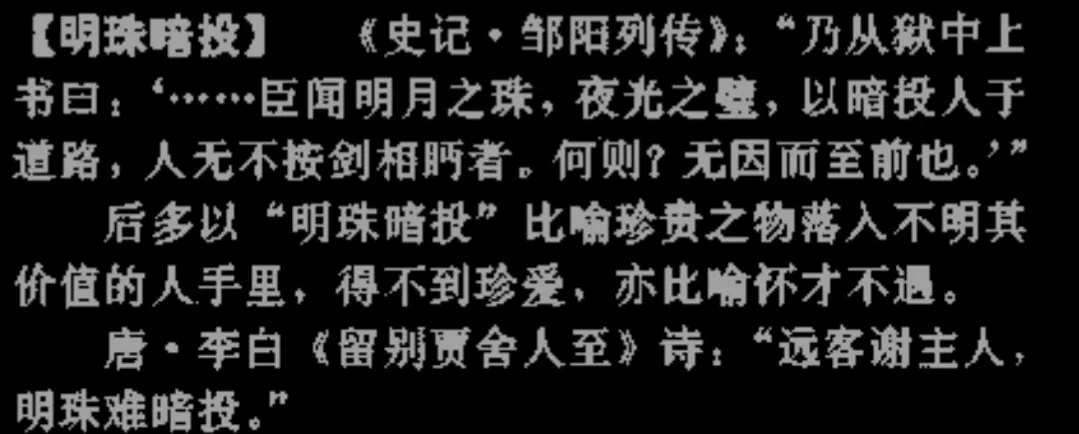 【明珠暗投】 《史记·邹阳列传》：“乃从狱中上
书曰：‘……臣闻明月之珠，夜光之璧，以暗投人于
道路，人无不按剑相眄者。何则？无因而至前也。’”
后多以“明珠暗投”比喻珍贵之物落入不明其
价值的人手里，得不到珍爱，亦比喻怀才不遇。
唐·李白《留别贾舍人至》诗：“远客谢主人，
明珠难暗投。”